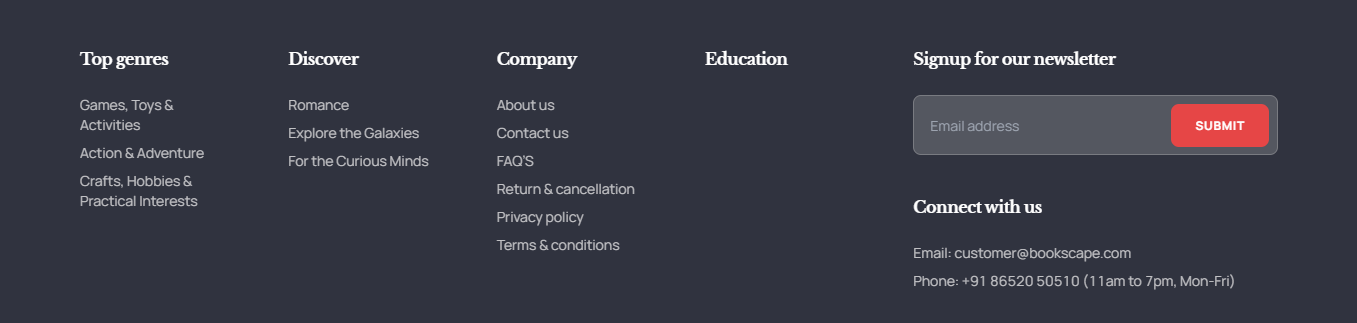 Top genres
Games, Toys &
Activities
Action & Adventure
Crafts, Hobbies &
Practical Interests
Discover
Romance
Explore the Galaxies
For the Curious Minds
Company
About us
Contact us
FAQ'S
Return & cancellation
Privacy policy
Terms & conditions
Education
Signup for our newsletter
Email address
SUBMIT
Connect with us
Email: customer@bookscape.com
Phone: +91 86520 50510 (11am to 7pm, Mon-Fri)